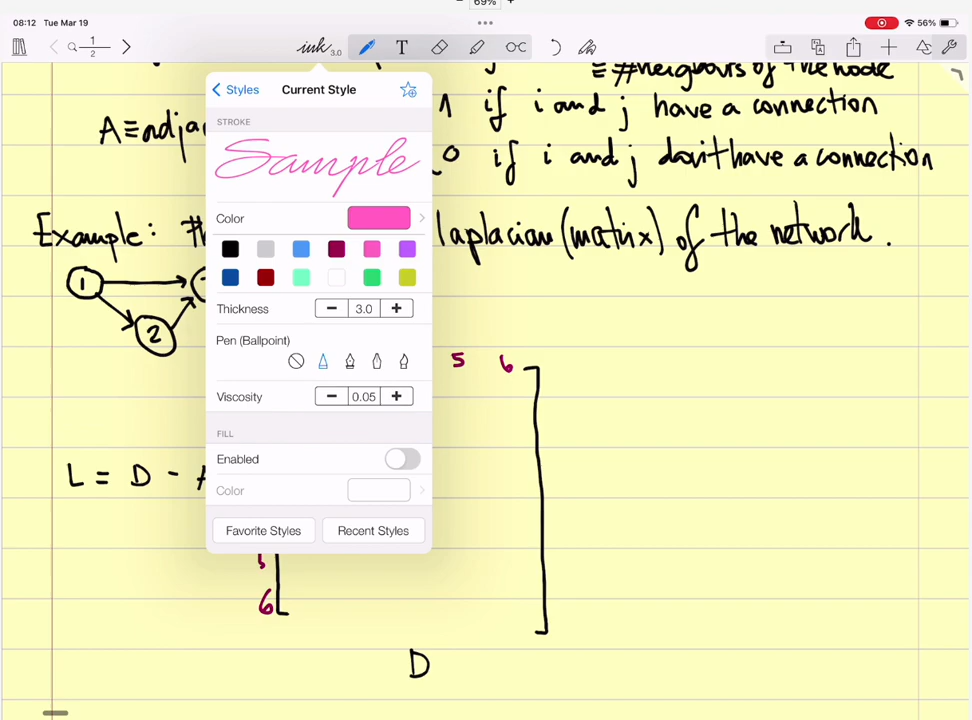 69%
08:12 Tue Mar 19
56%
1
2
ink 3.0
T
≡ #neighbours of the node
A≡adja
1 if i and j have a connection
0 if i and j don't have a connection
Example:
laplacian (matrix) of the network.
1
2
5 6
L = D -
6
D
Styles
Current Style
STROKE
Sample
Color
Thickness
3.0
Pen (Ballpoint)
Viscosity
0.05
FILL
Enabled
Color
Favorite Styles
Recent Styles